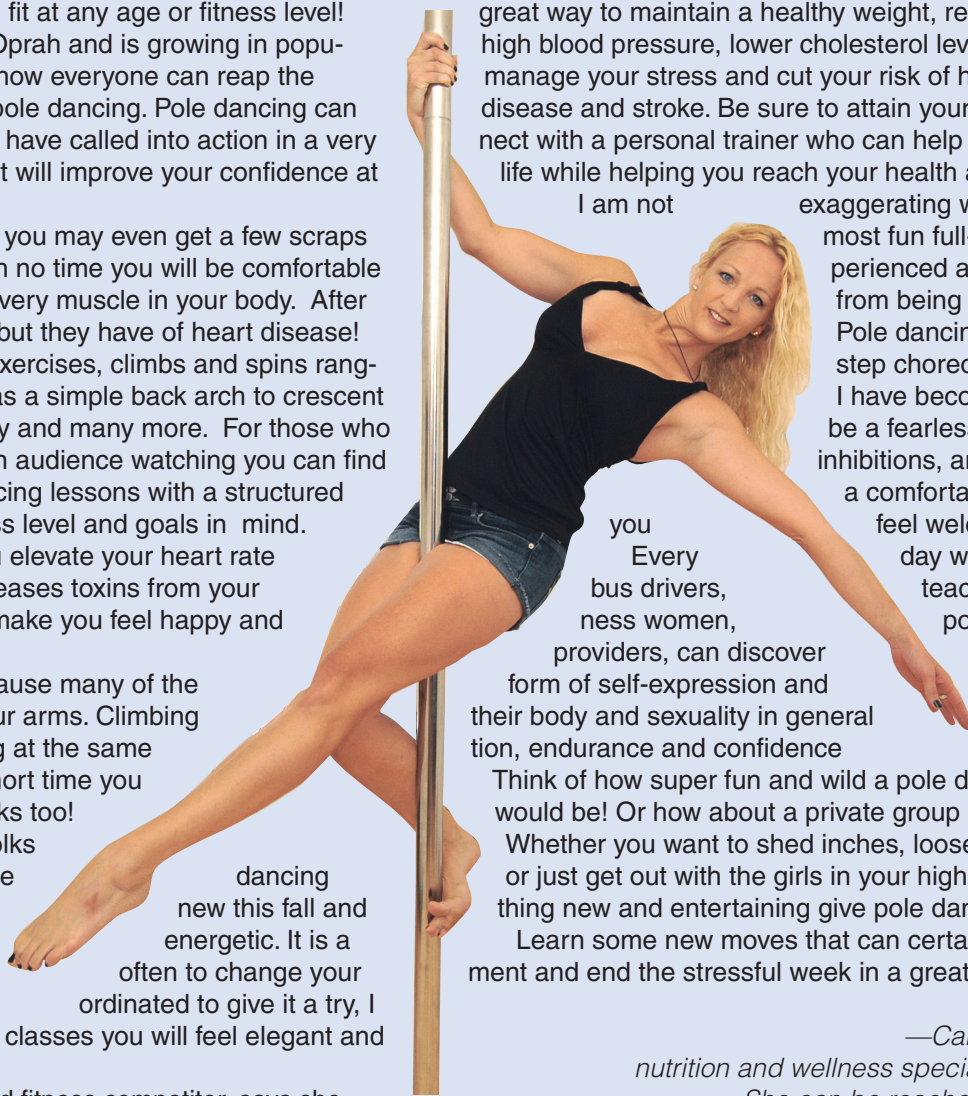 fit at any age or fitness level!
Oprah and is growing in popu-
how everyone can reap the
pole dancing. Pole dancing can
have called into action in a very
t will improve your confidence at
you may even get a few scraps
n no time you will be comfortable
very muscle in your body. After
but they have of heart disease!
xercises, climbs and spins rang-
as a simple back arch to crescent
y and many more. For those who
n audience watching you can find
cing lessons with a structured
ss level and goals in mind.
u elevate your heart rate
eases toxins from your
make you feel happy and
ause many of the
ur arms. Climbing
g at the same
hort time you
ks too!
olks
e dancing
new this fall and
energetic. It is a
often to change your
ordinated to give it a try, I
classes you will feel elegant and
d fitness competitor, says she
great way to maintain a healthy weight, re
high blood pressure, lower cholesterol lev
manage your stress and cut your risk of h
disease and stroke. Be sure to attain your
nect with a personal trainer who can help
life while helping you reach your health a
I am not exaggerating w
most fun full-
perienced a
from being
Pole dancin
step choreo
I have beco
be a fearles
inhibitions, a
a comforta
you feel welc
Every day w
bus drivers, teac
ness women, po
providers, can discover
form of self-expression and
their body and sexuality in general
tion, endurance and confidence
Think of how super fun and wild a pole d
would be! Or how about a private group
Whether you want to shed inches, loose
or just get out with the girls in your high
thing new and entertaining give pole dan
Learn some new moves that can certa
ment and end the stressful week in a great
—Ca
nutrition and wellness specia
She can be reache